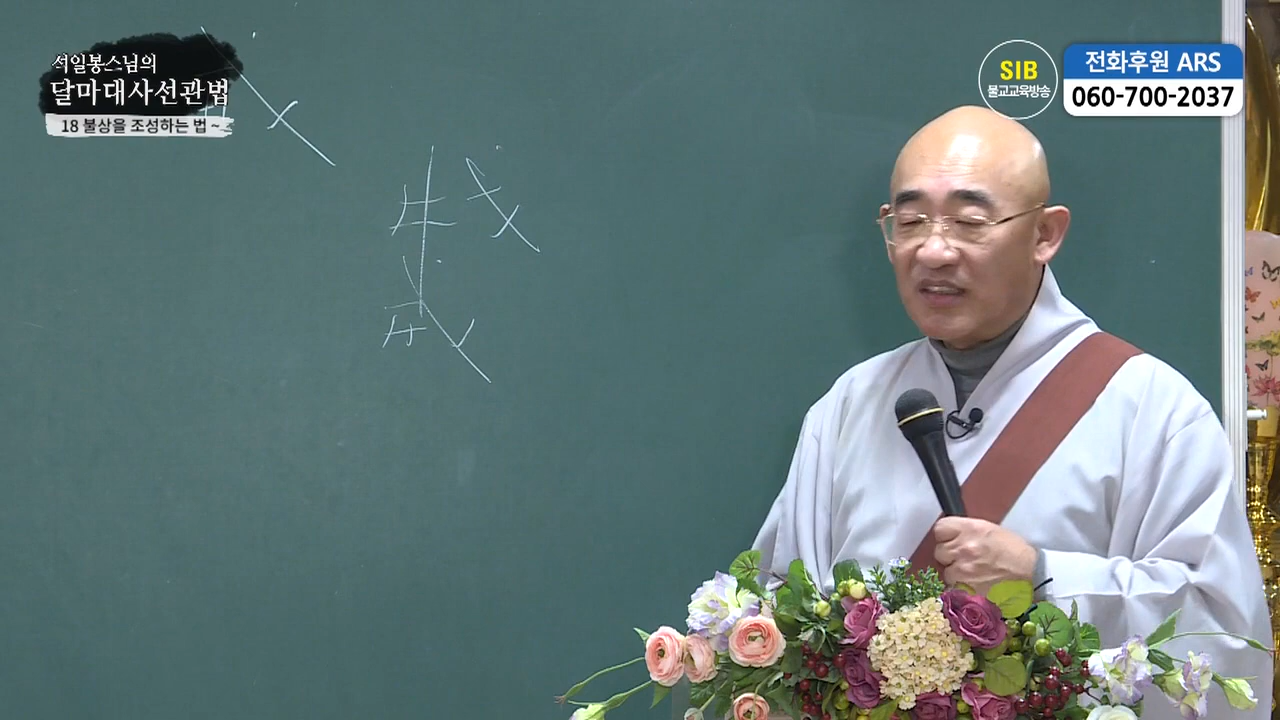 석일봉스님의
달마대사선관법
18 불상을 조성하는 법 ~
SIB
불교교육방송
전화후원 ARS
060-700-2037